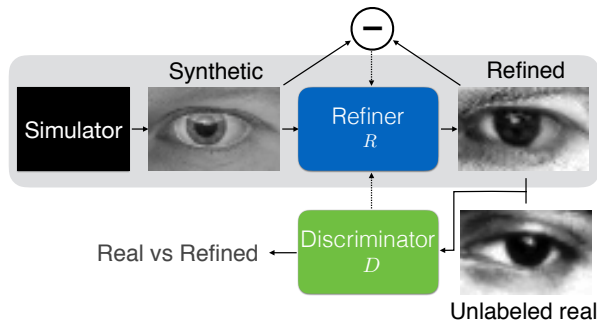 −
Synthetic
Refined
Simulator
Refiner
R
Discriminator
D
Real vs Refined
Unlabeled real